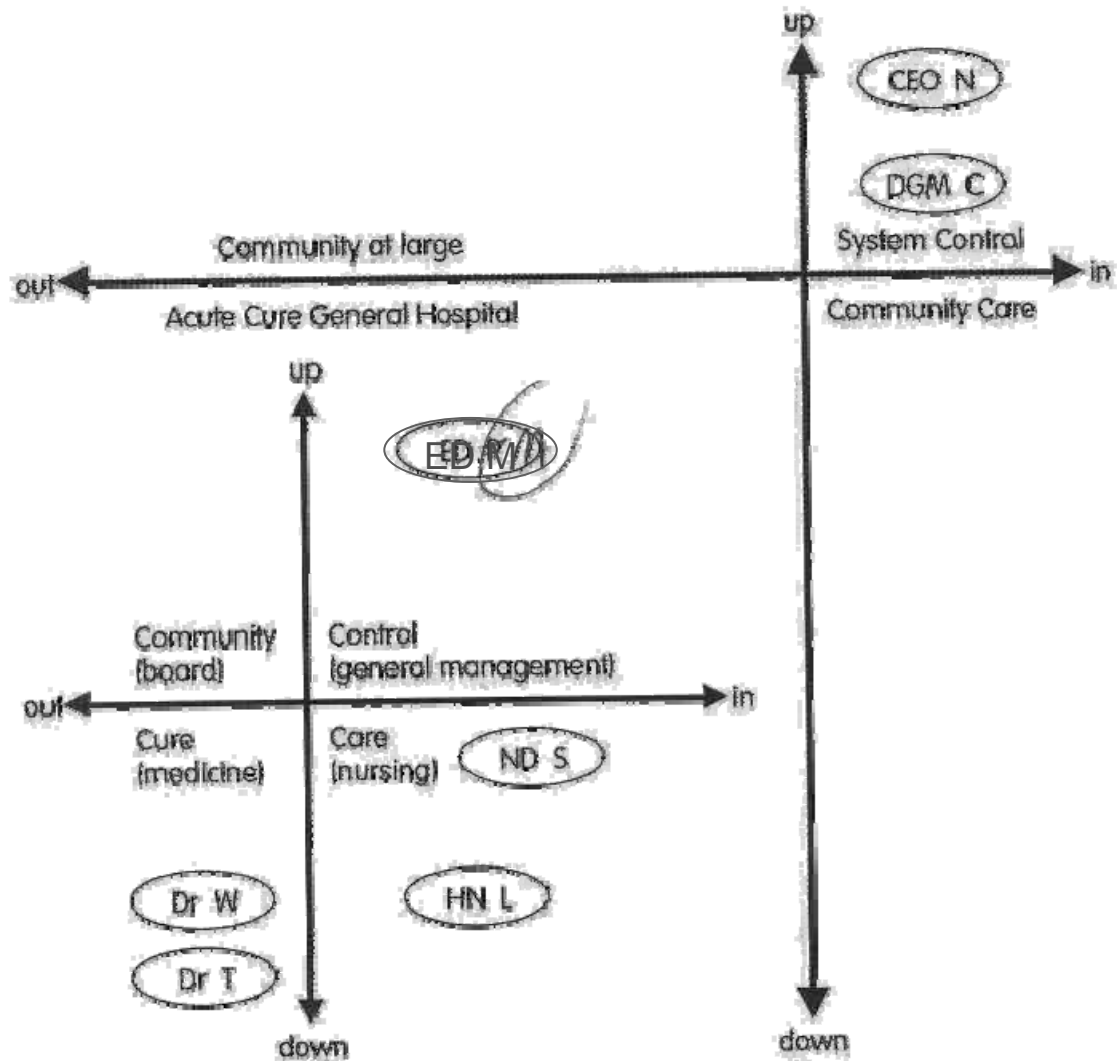 up
CEO N
DGM C
Community at large
System Control
out
in
Acute Cure General Hospital
Community Care
up
ED M
Community
(board)
Control
(general management)
out
in
Cure
(medicine)
Care
(nursing)
ND S
Dr W
HN L
Dr T
down
down